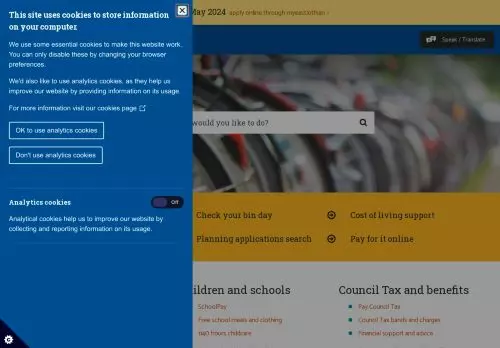 This site uses cookies to store information
on your computer
We use some essential cookies to make this website work.
You can only disable these by changing your browser
preferences.
We'd also like to use analytics cookies, as they help us
improve our website by providing information on its usage
For more information visit our cookies page
OK to use analytics cookies
Don't use analytics cookies
Analytics cookies
Off
Analytical cookies help us to improve our website by
collecting and reporting information on its usage.
May 2024 apply online through myeastlothian
Speak / Translate
would you like to do?
Check your bin day
Cost of living support
Planning applications search
Pay for it online
ildren and schools
SchoolPay
Free school meals and clothing
1140 hours childcare
Council Tax and benefits
Pay Council Tax
Council Tax bands and charges
Financial support and advice